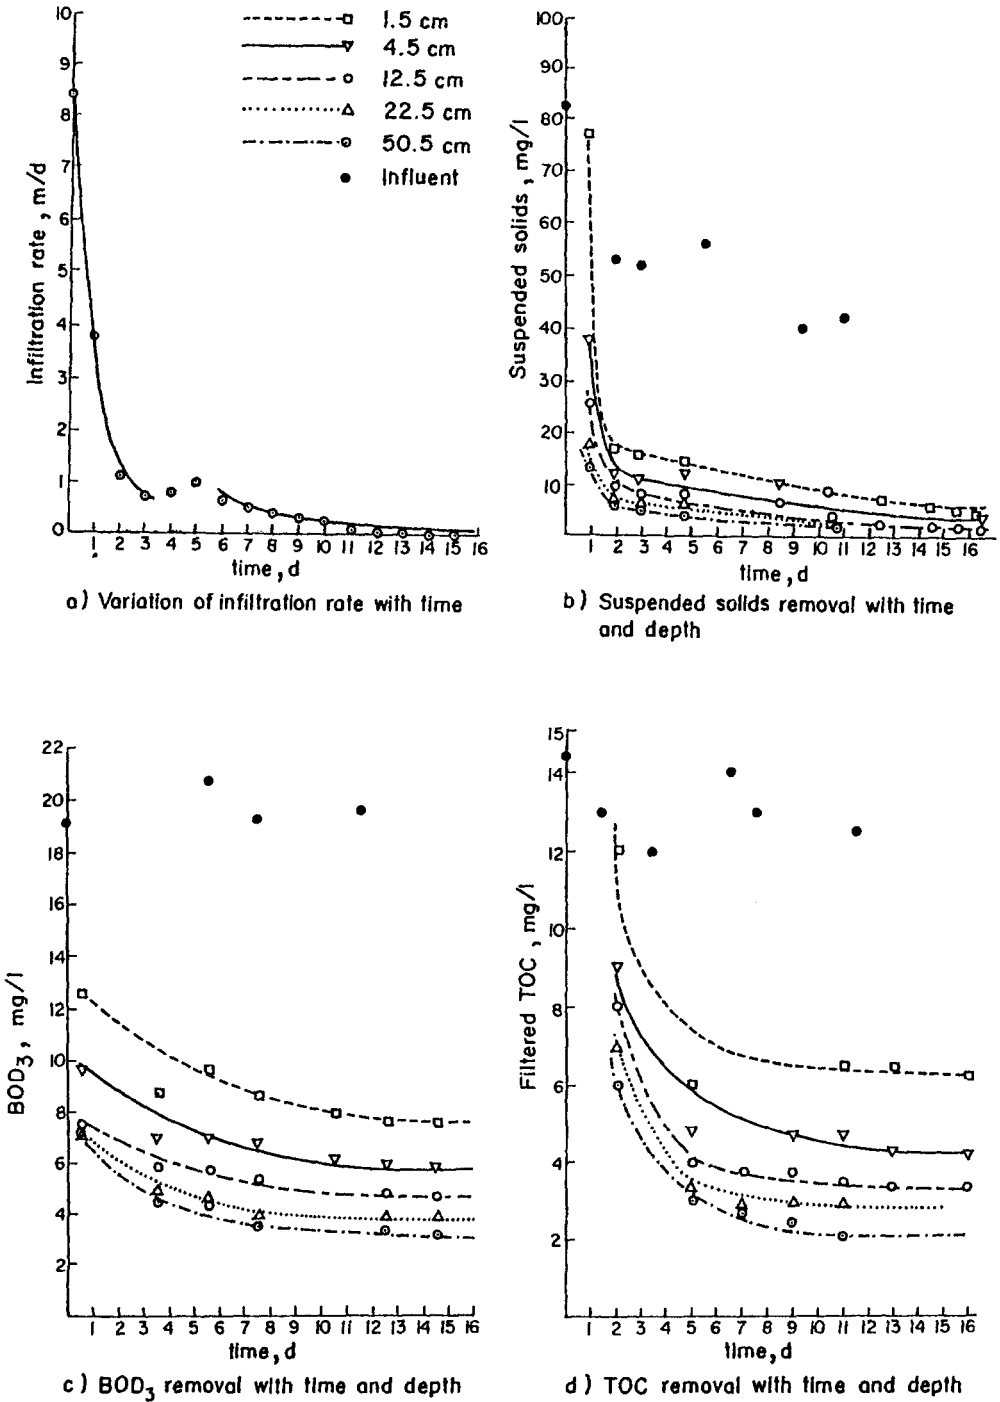 10
9
8
7
6
5
4
3
2
1
0
Infiltration rate, m/d
1.5 cm
4.5 cm
12.5 cm
22.5 cm
50.5 cm
Influent
1 2 3 4 5 6 7 8 9 10 11 12 13 14 15 16
time, d
a) Variation of infiltration rate with time
100
90
80
70
60
50
40
30
20
10
Suspended solids, mg/l
1 2 3 4 5 6 7 8 9 10 11 12 13 14 15 16
time, d
b) Suspended solids removal with time
and depth
22
20
18
16
14
12
10
8
6
4
2
BOD3, mg/l
1 2 3 4 5 6 7 8 9 10 11 12 13 14 15 16
time, d
c) BOD3 removal with time and depth
15
14
12
10
8
6
4
2
Filtered TOC, mg/l
1 2 3 4 5 6 7 8 9 10 11 12 13 14 15 16
time, d
d) TOC removal with time and depth